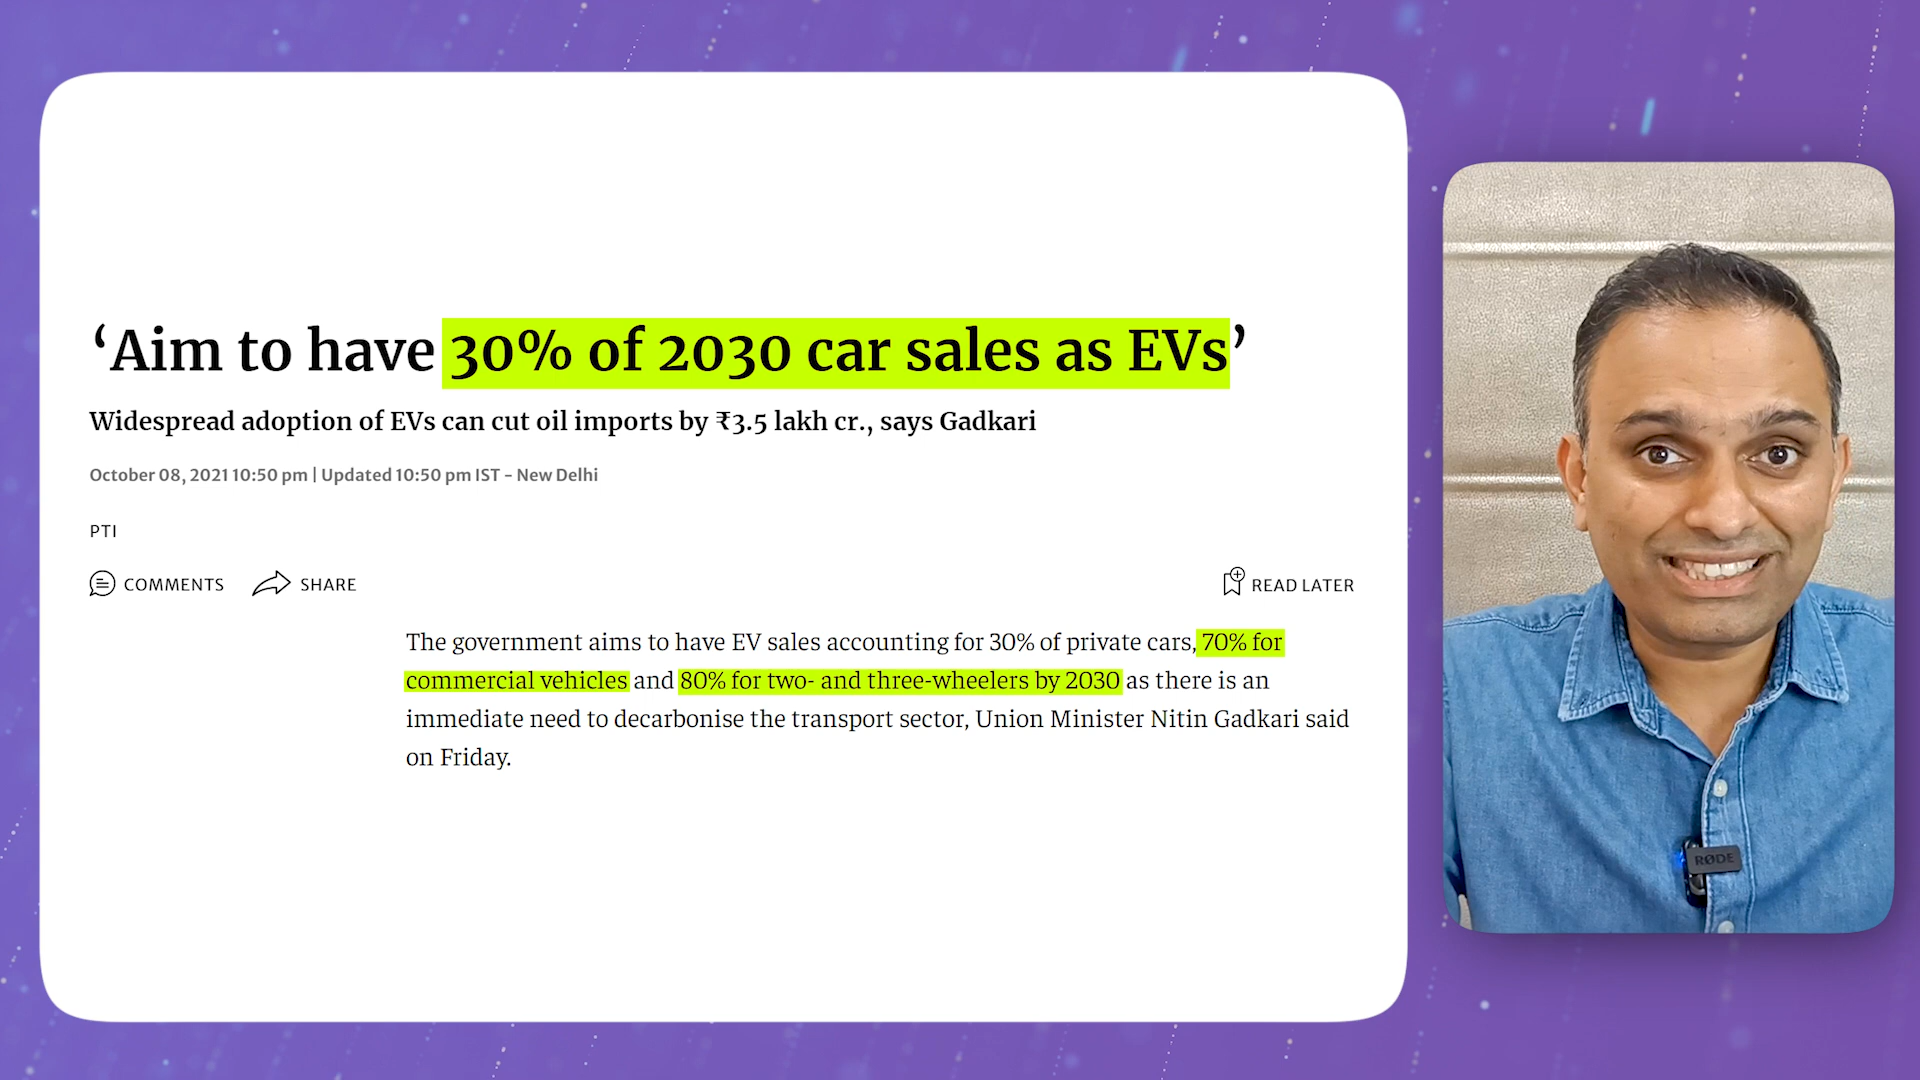 ‘Aim to have 30% of 2030 car sales as EVs’
Widespread adoption of EVs can cut oil imports by ₹3.5 lakh cr., says Gadkari
October 08, 2021 10:50 pm | Updated 10:50 pm IST - New Delhi
PTI
COMMENTS SHARE READ LATER
The government aims to have EV sales accounting for 30% of private cars, 70% for
commercial vehicles and 80% for two- and three-wheelers by 2030 as there is an
immediate need to decarbonise the transport sector, Union Minister Nitin Gadkari said
on Friday.
RØDE